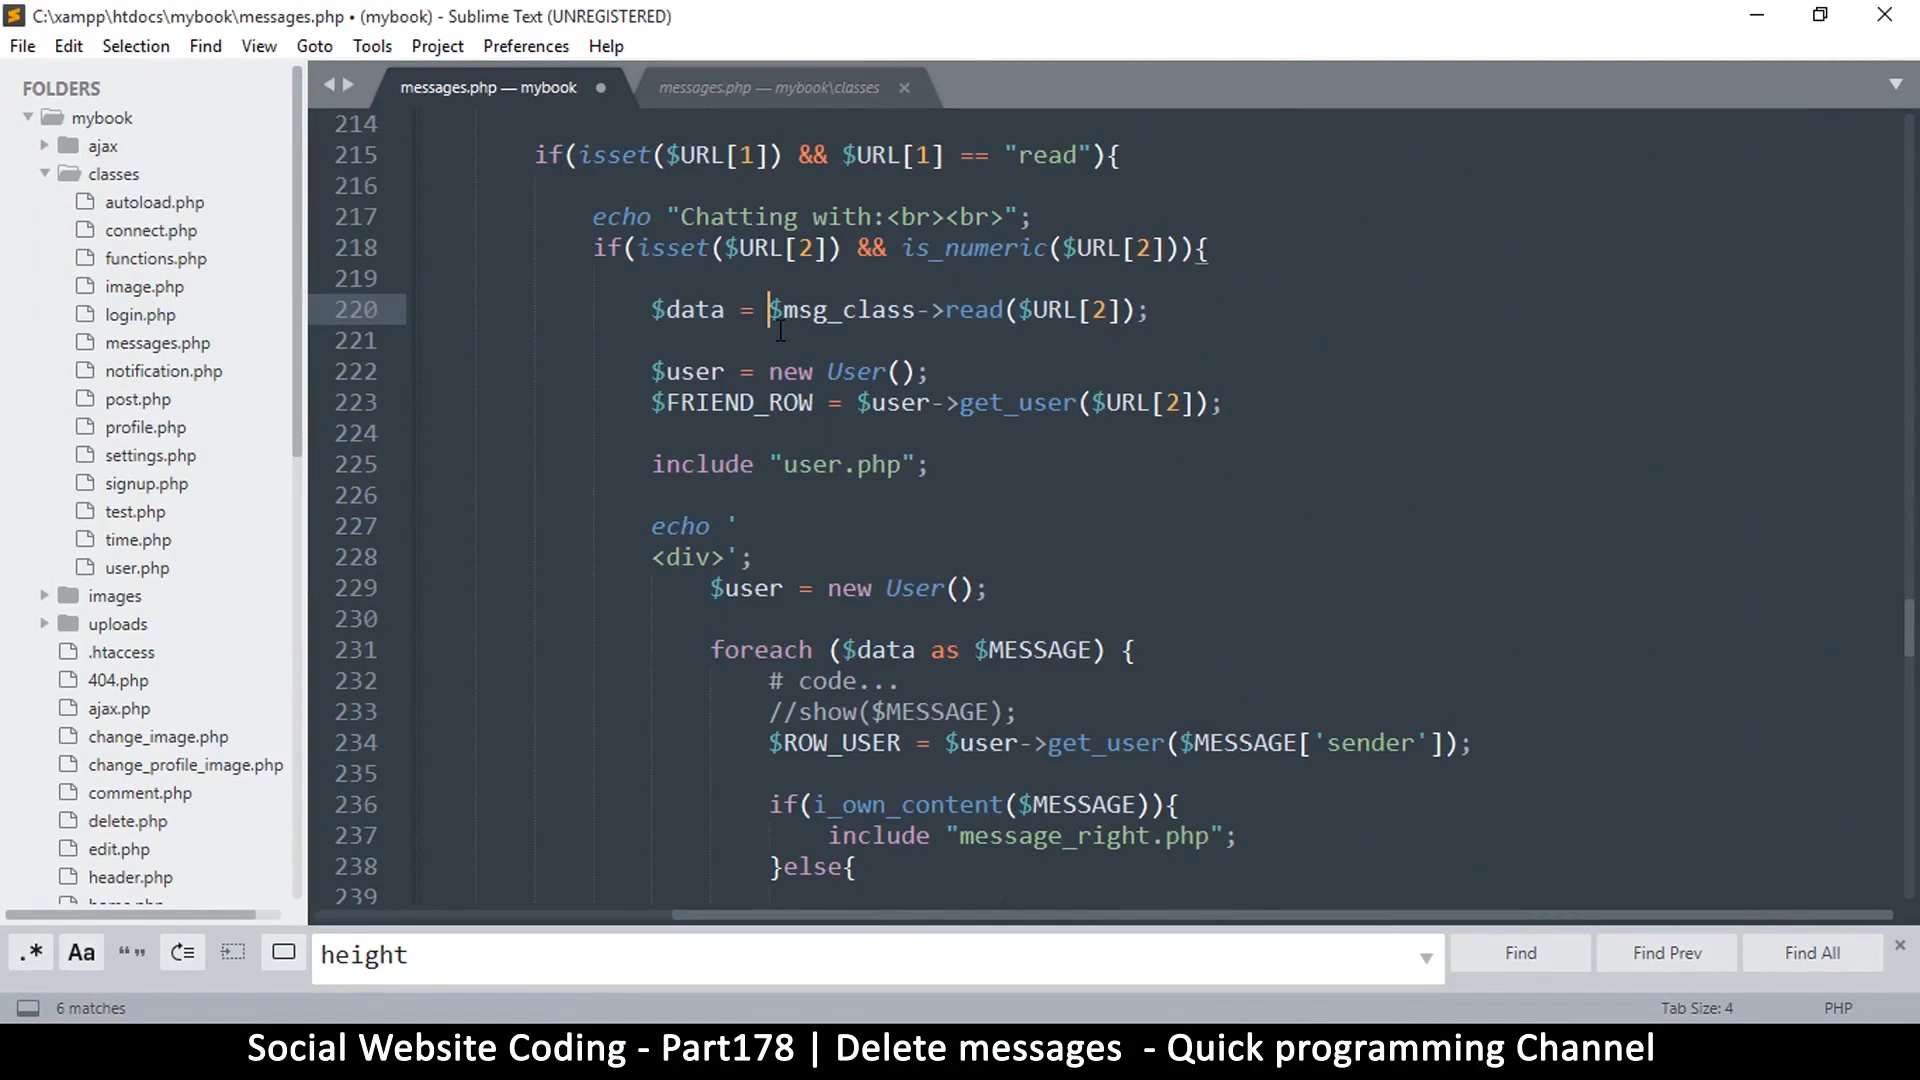 C:\xampp\htdocs\mybook\messages.php • (mybook) - Sublime Text (UNREGISTERED)
File Edit Selection Find View Goto Tools Project Preferences Help
FOLDERS
mybook
ajax
classes
autoload.php
connect.php
functions.php
image.php
login.php
messages.php
notification.php
post.php
profile.php
settings.php
signup.php
test.php
time.php
user.php
images
uploads
.htaccess
404.php
ajax.php
change_image.php
change_profile_image.php
comment.php
delete.php
edit.php
header.php
messages.php — mybook
messages.php — mybook\classes
214
215 if(isset($URL[1]) && $URL[1] == "read"){
216
217 echo "Chatting with:<br><br>";
218 if(isset($URL[2]) && is_numeric($URL[2])){
219
220 $data = $msg_class->read($URL[2]);
221
222 $user = new User();
223 $FRIEND_ROW = $user->get_user($URL[2]);
224
225 include "user.php";
226
227 echo '
228 <div>';
229 $user = new User();
230
231 foreach ($data as $MESSAGE) {
232 # code...
233 //show($MESSAGE);
234 $ROW_USER = $user->get_user($MESSAGE['sender']);
235
236 if(i_own_content($MESSAGE)){
237 include "message_right.php";
238 }else{
239
.* Aa “” height Find Find Prev Find All
6 matches Tab Size: 4 PHP
Social Website Coding - Part178 | Delete messages - Quick programming Channel